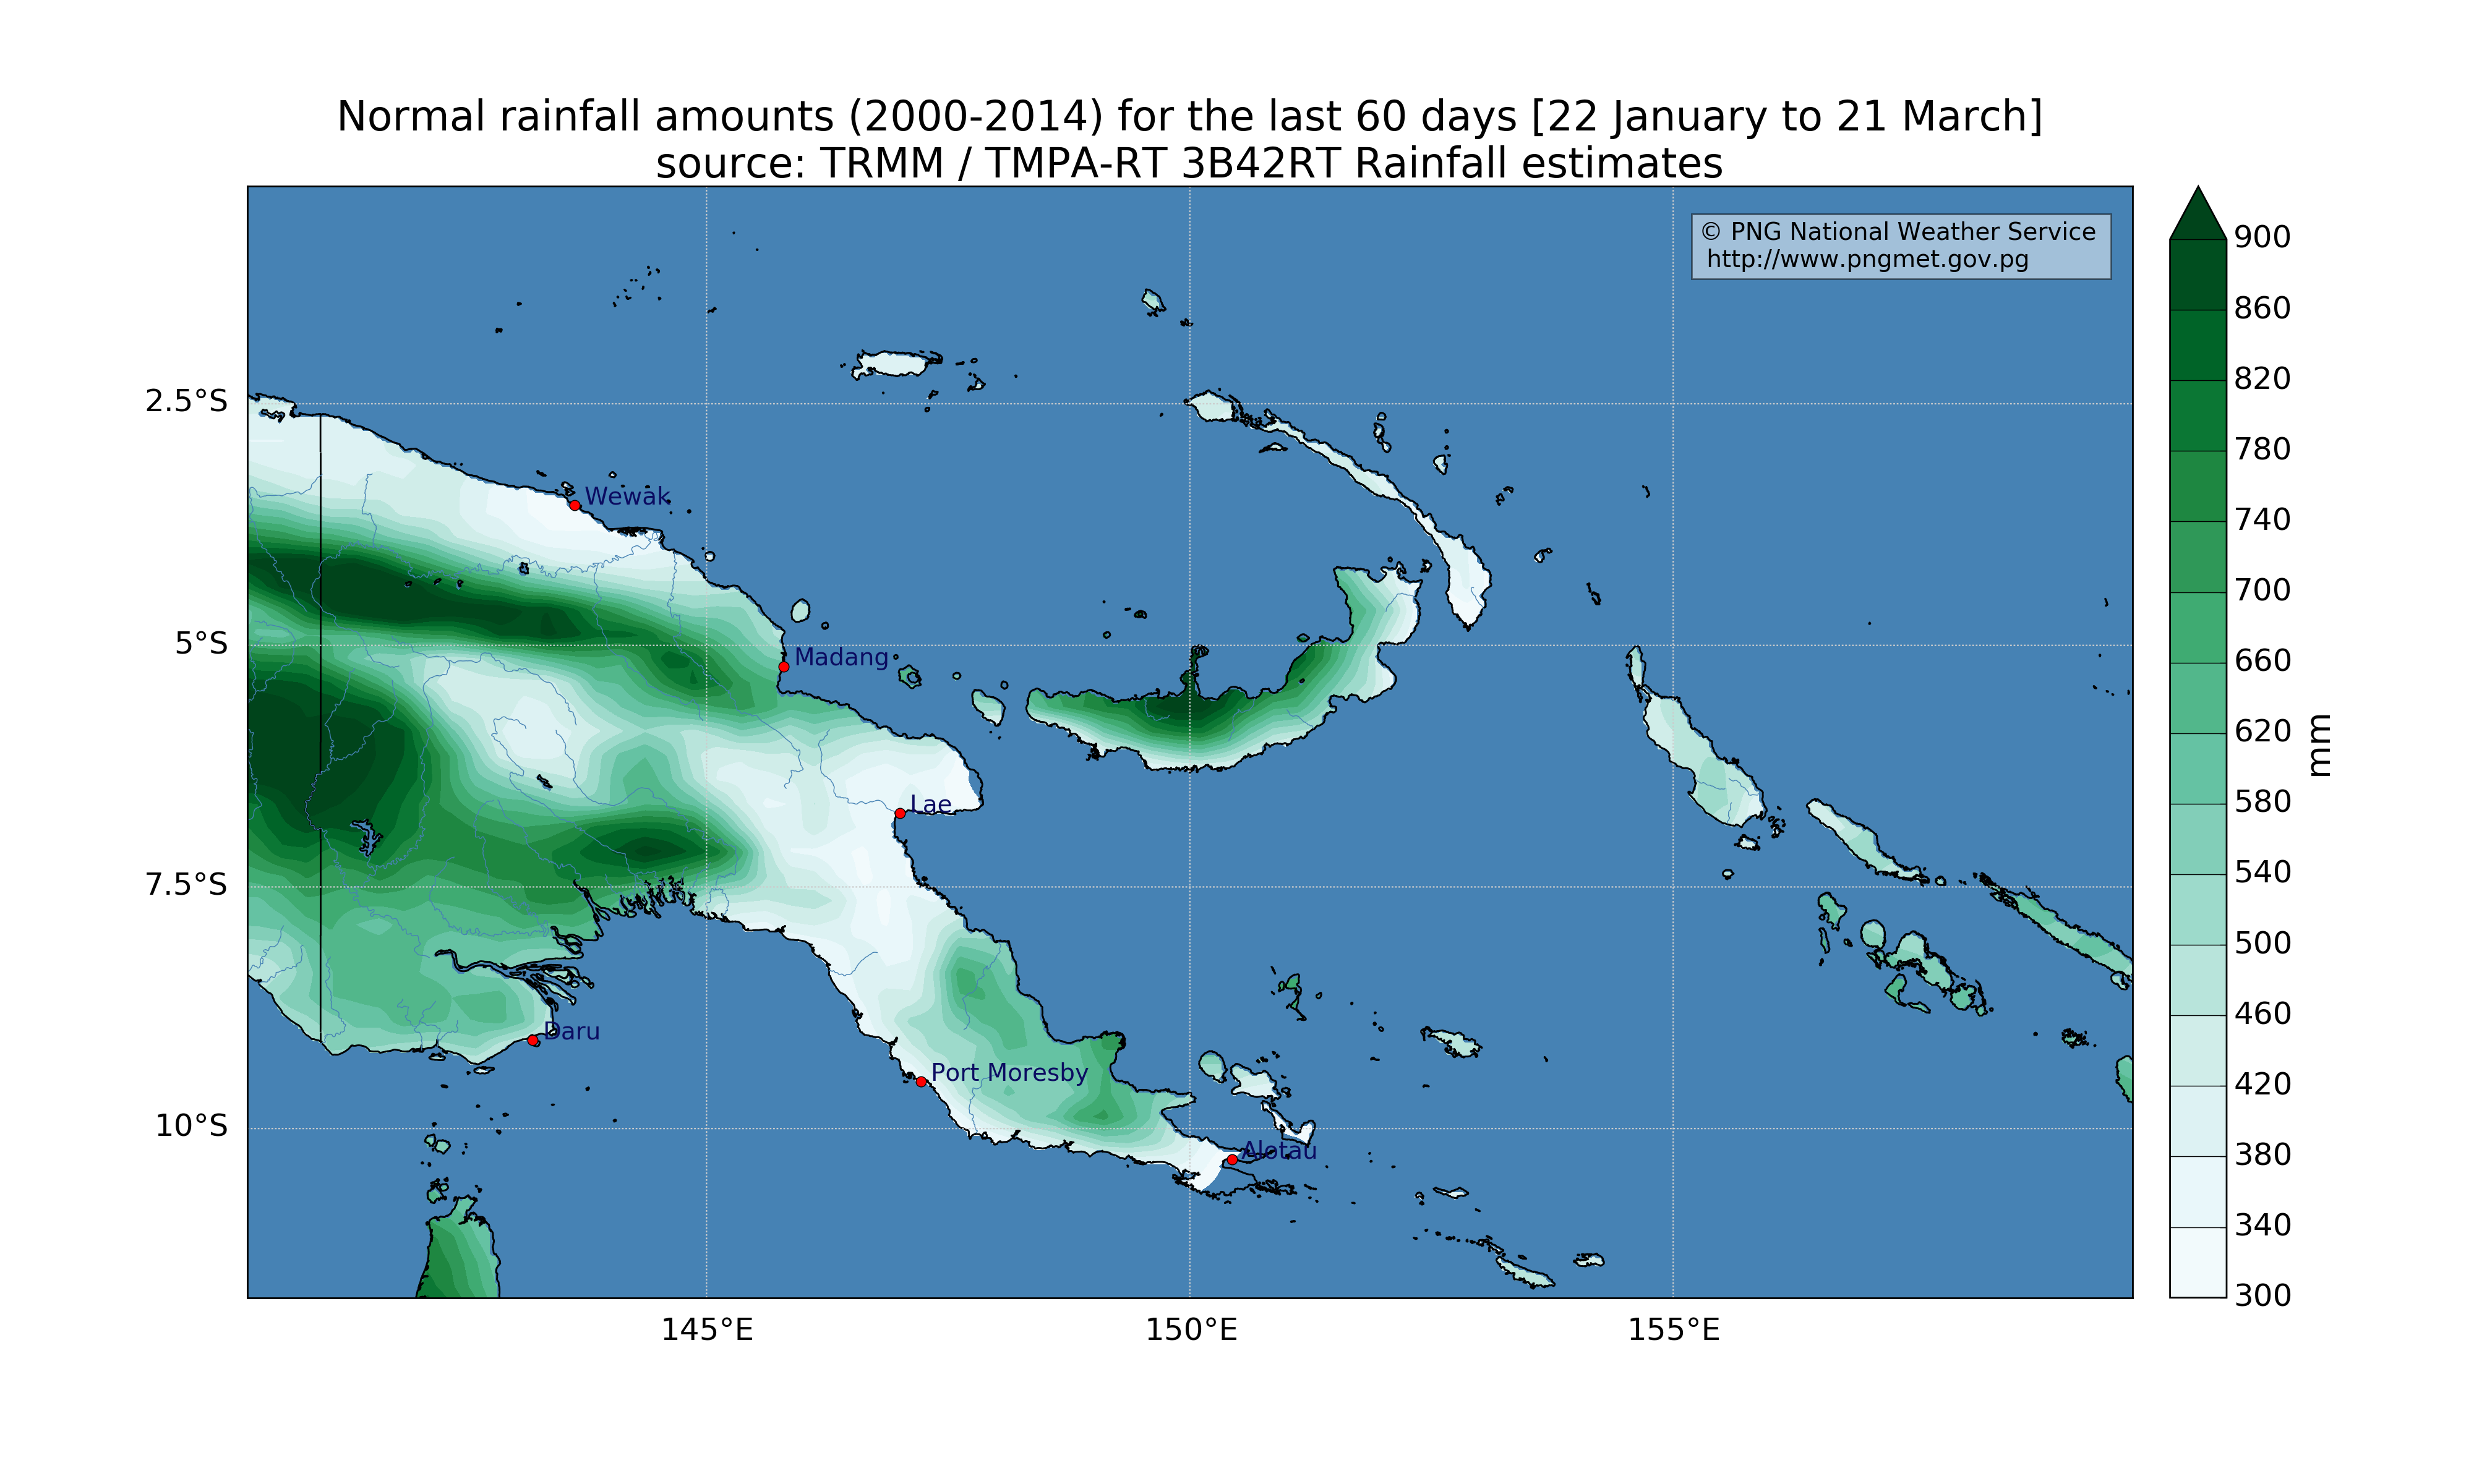 Normal rainfall amounts (2000-2014) for the last 60 days [22 January to 21 March]
source: TRMM / TMPA-RT 3B42RT Rainfall estimates
© PNG National Weather Service
http://www.pngmet.gov.pg
900
860
820
780
740
700
660
620
580
540
500
460
420
380
340
300
mm
2.5°S
5°S
7.5°S
10°S
Wewak
Madang
Lae
Daru
Port Moresby
Alotau
145°E
150°E
155°E